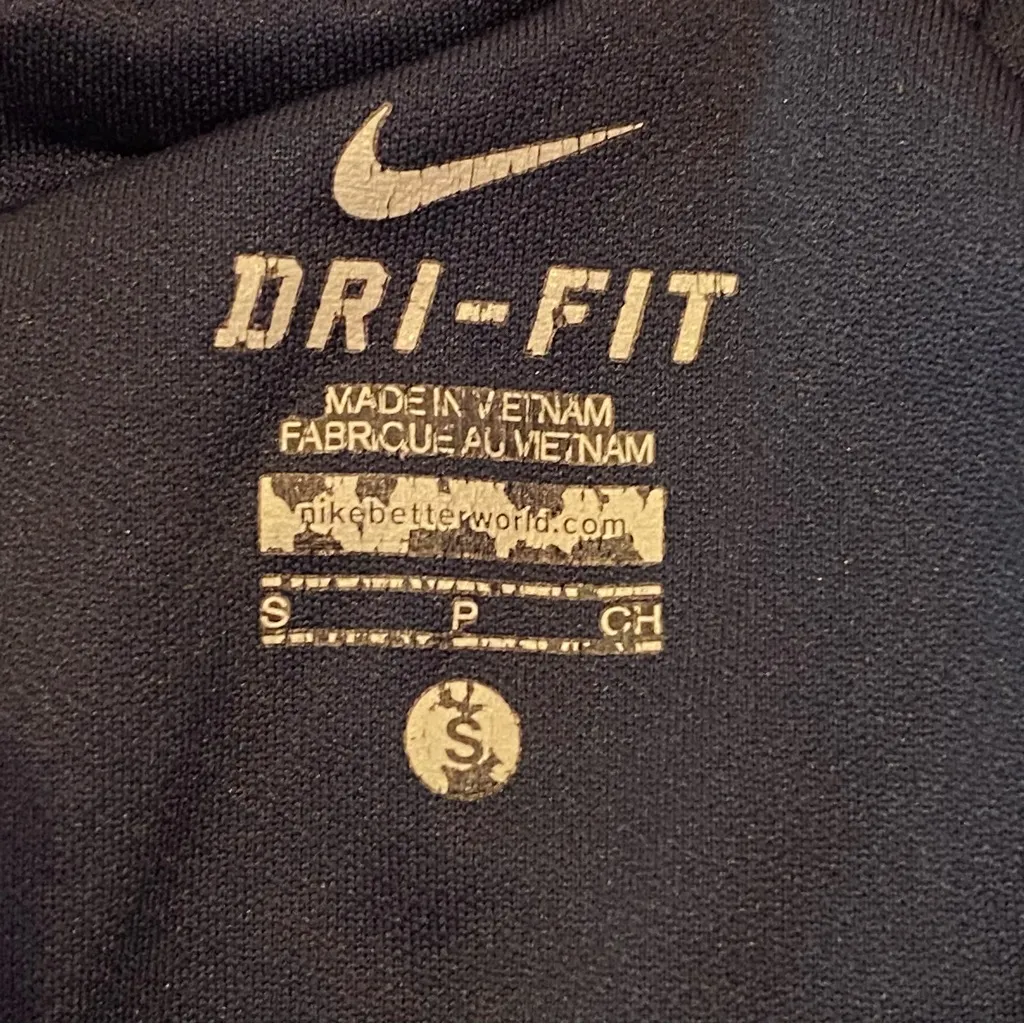 DRI-FIT
MADE IN VIETNAM
FABRIQUE AU VIETNAM
nikebetterworld.com
S P CH
S